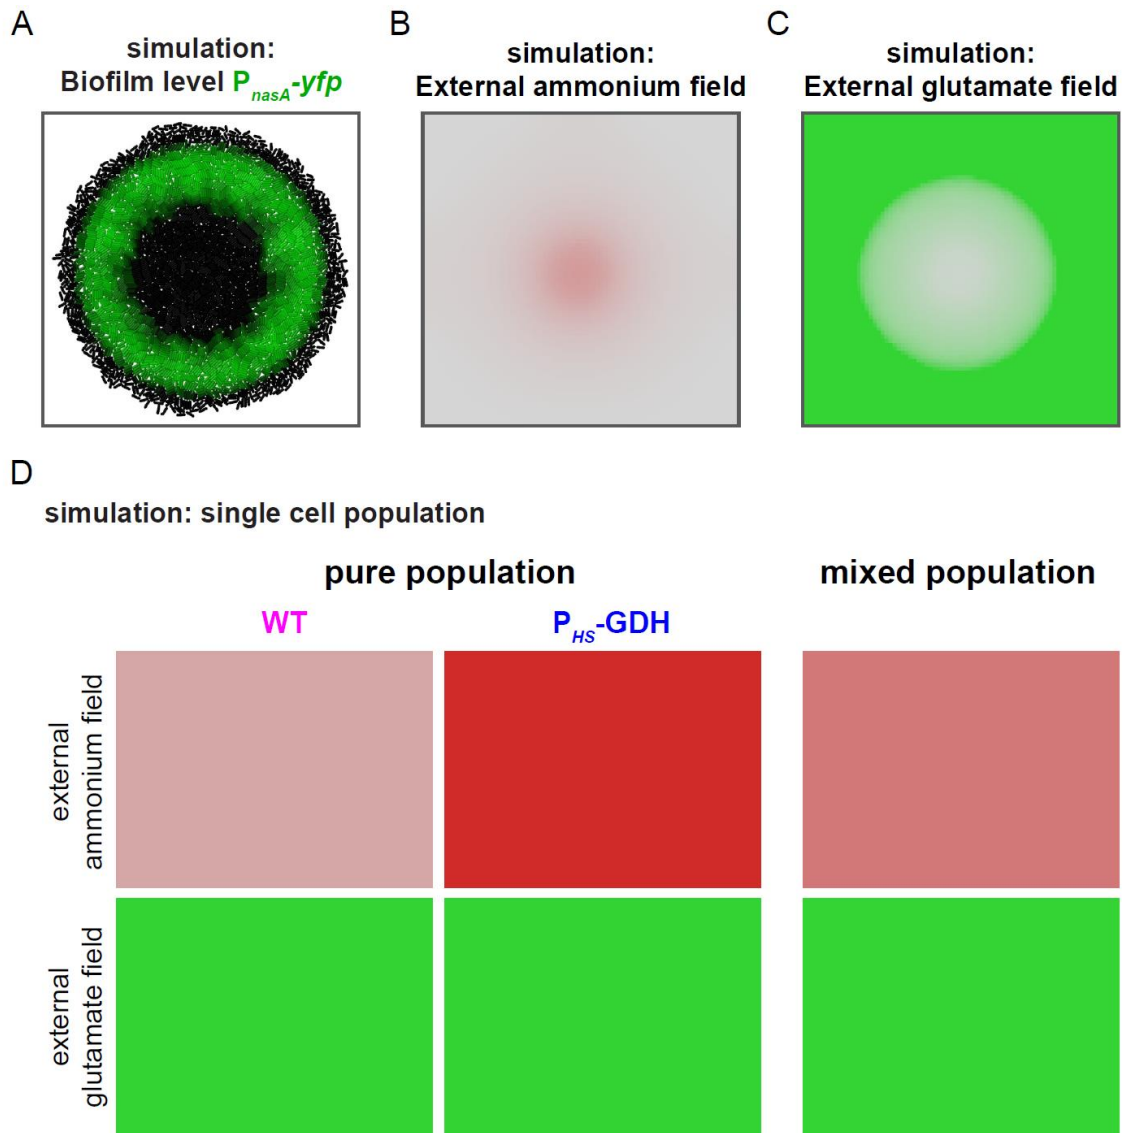 A
simulation:
Biofilm level PnasA-yfp
B
simulation:
External ammonium field
C
simulation:
External glutamate field
D
simulation: single cell population
pure population
mixed population
WT
PHS-GDH
external
ammonium field
external
glutamate field